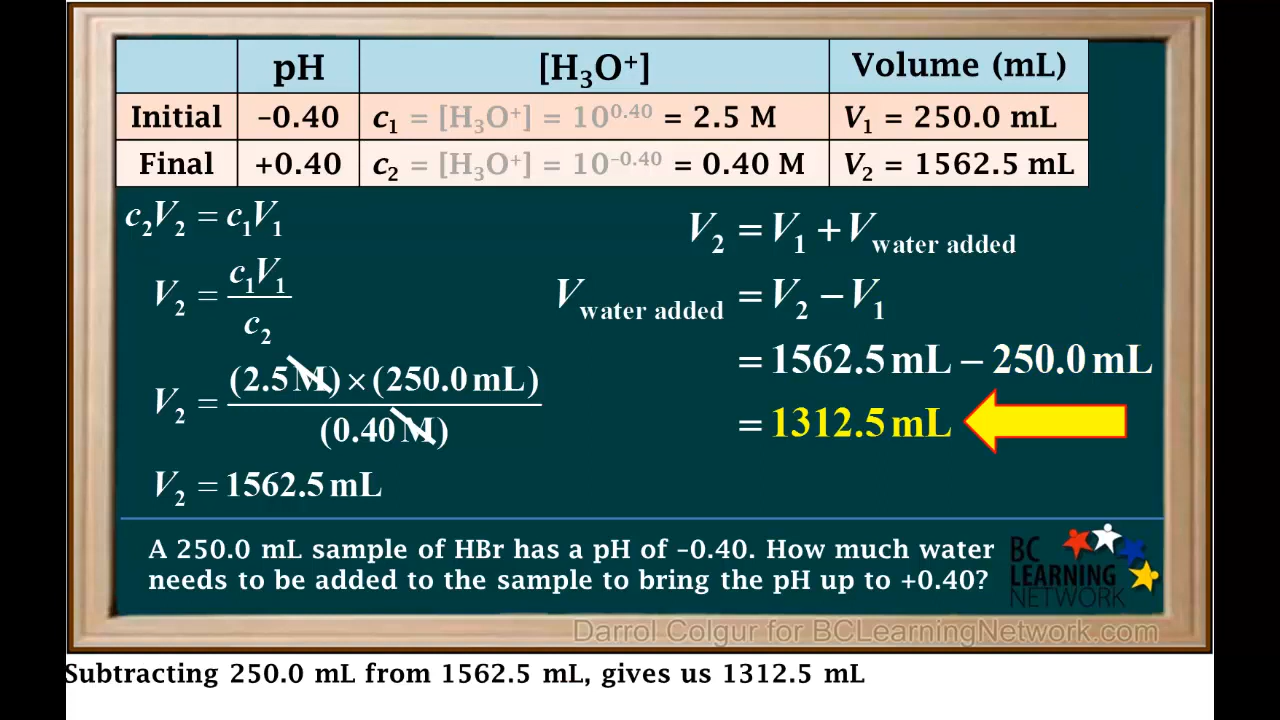 pH [H₃O⁺] Volume (mL)
Initial –0.40 c₁ = [H₃O⁺] = 10⁰·⁴⁰ = 2.5 M V₁ = 250.0 mL
Final +0.40 c₂ = [H₃O⁺] = 10⁻⁰·⁴⁰ = 0.40 M V₂ = 1562.5 mL
c₂V₂ = c₁V₁
V₂ = c₁V₁ / c₂
V₂ = (2.5 M) × (250.0 mL) / (0.40 M)
V₂ = 1562.5 mL
V₂ = V₁ + V water added
V water added = V₂ – V₁
= 1562.5 mL – 250.0 mL
= 1312.5 mL
A 250.0 mL sample of HBr has a pH of –0.40. How much water
needs to be added to the sample to bring the pH up to +0.40?
BC
LEARNING
NETWORK
Darrol Colgur for BCLearningNetwork.com
Subtracting 250.0 mL from 1562.5 mL, gives us 1312.5 mL